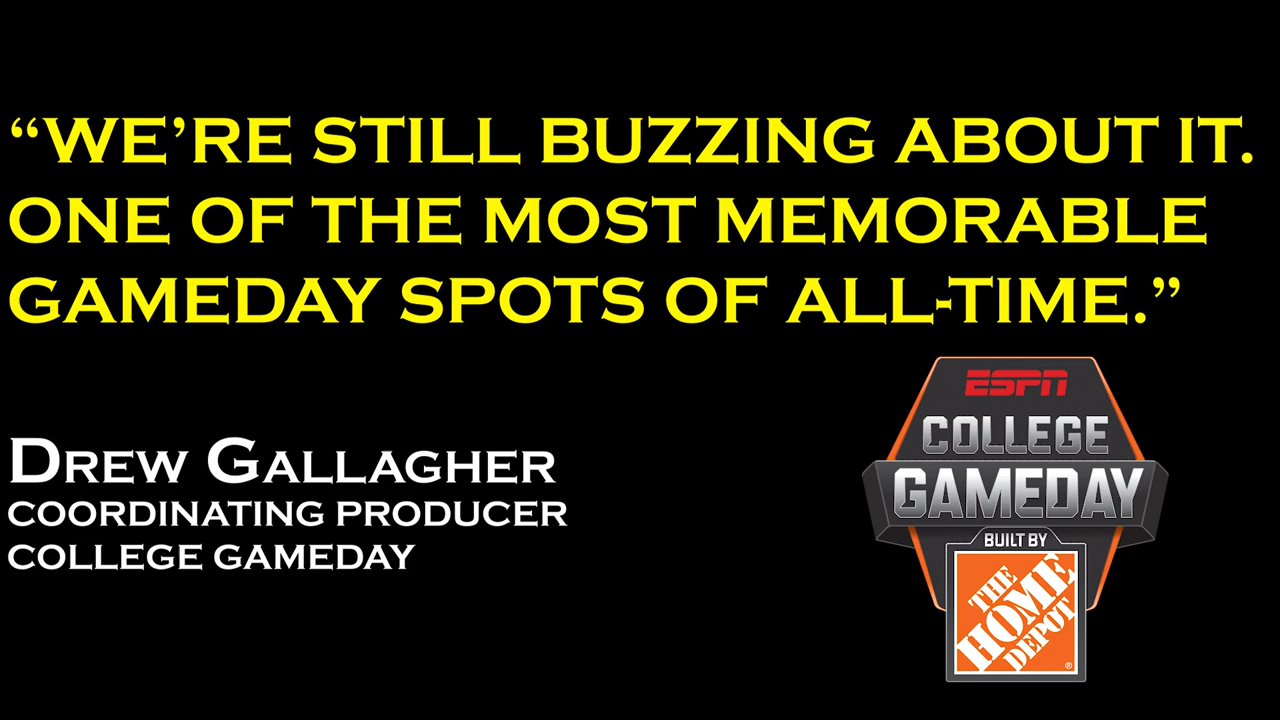 “WE’RE STILL BUZZING ABOUT IT.
ONE OF THE MOST MEMORABLE
GAMEDAY SPOTS OF ALL-TIME.”
DREW GALLAGHER
COORDINATING PRODUCER
COLLEGE GAMEDAY
ESPN
COLLEGE
GAMEDAY
BUILT BY
THE
HOME
DEPOT
®